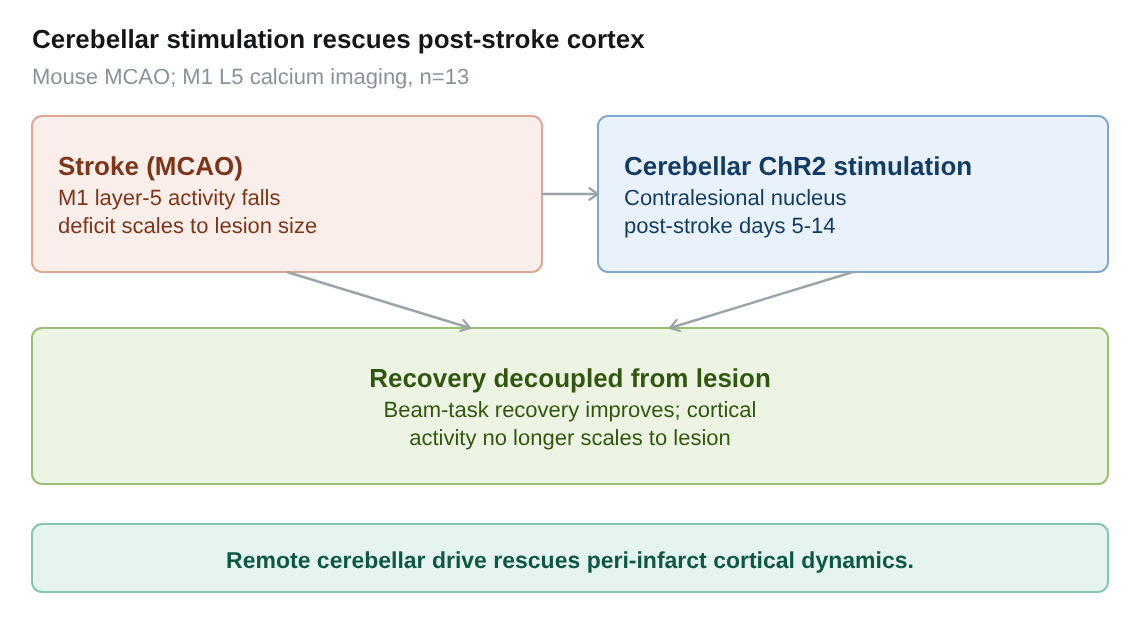 Cerebellar stimulation rescues post-stroke cortex
Mouse MCAO; M1 L5 calcium imaging, n=13
Stroke (MCAO)
M1 layer-5 activity falls
deficit scales to lesion size
Cerebellar ChR2 stimulation
Contralesional nucleus
post-stroke days 5-14
Recovery decoupled from lesion
Beam-task recovery improves; cortical
activity no longer scales to lesion
Remote cerebellar drive rescues peri-infarct cortical dynamics.